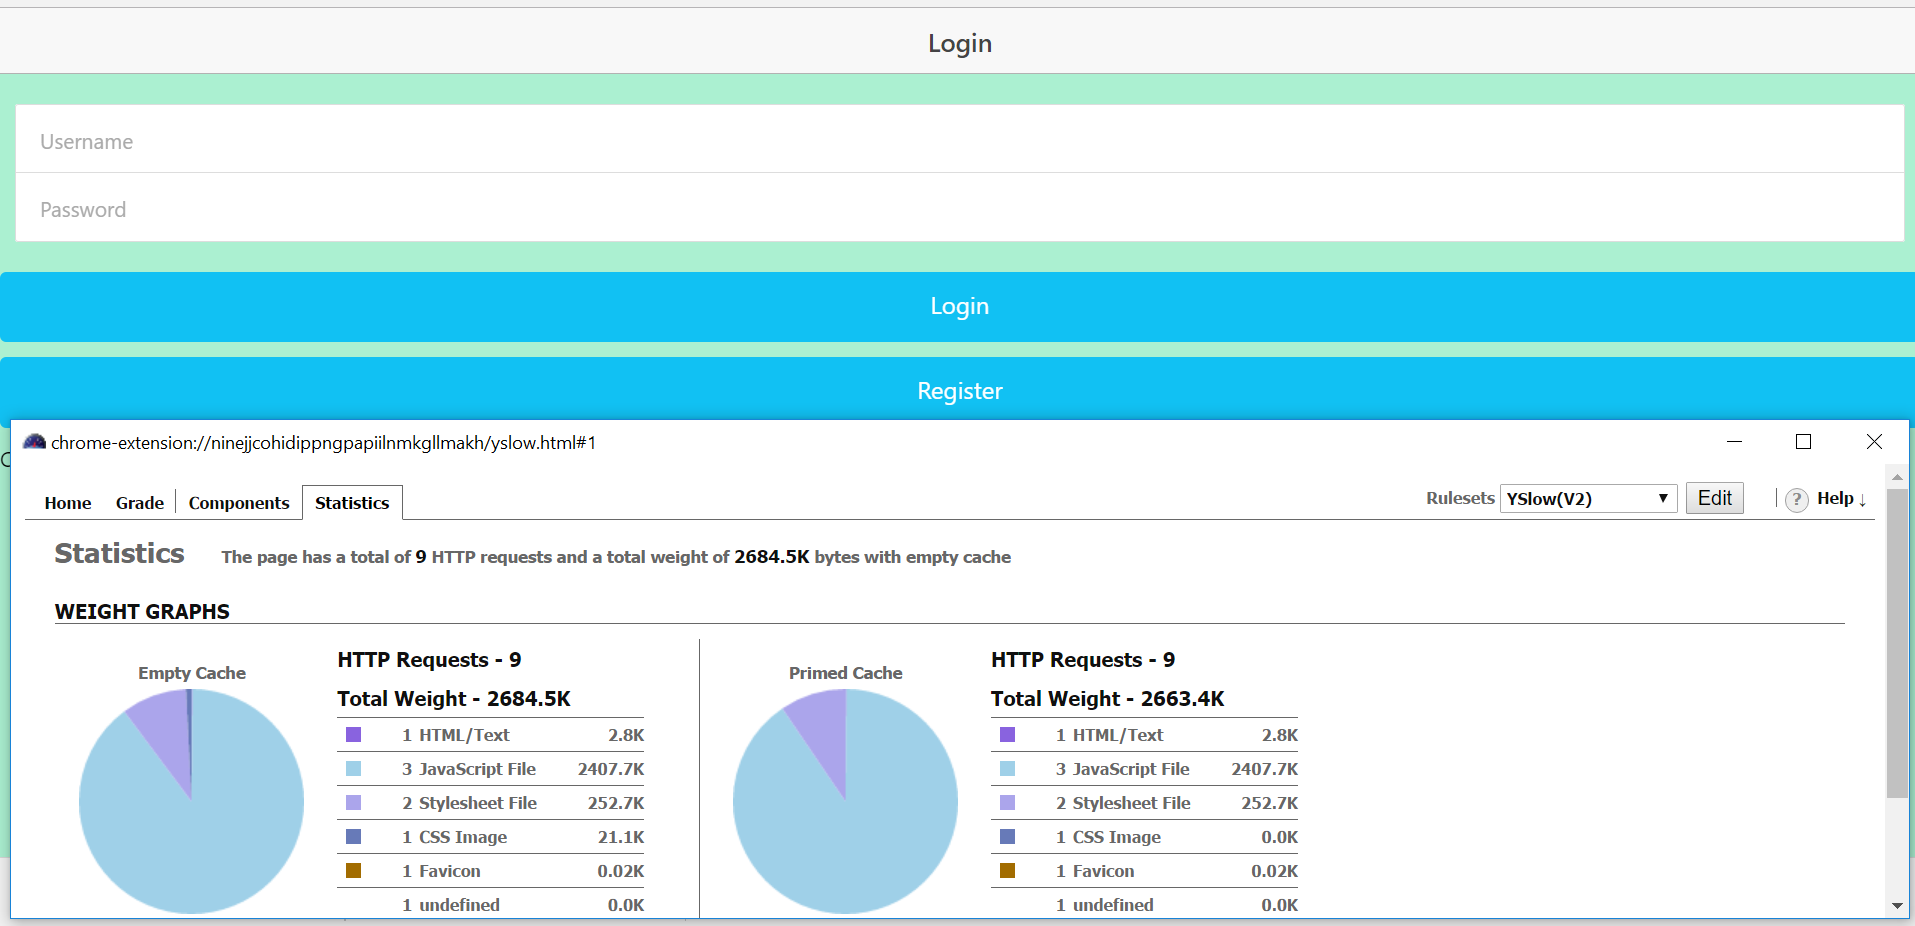 Login
Username
Password
Login
Register
chrome-extension://ninejjcohidippngpapiilnmkgllmakh/yslow.html#1
Home Grade Components Statistics Rulesets YSlow(V2) Edit ? Help ↓
Statistics The page has a total of 9 HTTP requests and a total weight of 2684.5K bytes with empty cache
WEIGHT GRAPHS
Empty Cache
HTTP Requests - 9
Total Weight - 2684.5K
1 HTML/Text 2.8K
3 JavaScript File 2407.7K
2 Stylesheet File 252.7K
1 CSS Image 21.1K
1 Favicon 0.02K
1 undefined 0.0K
Primed Cache
HTTP Requests - 9
Total Weight - 2663.4K
1 HTML/Text 2.8K
3 JavaScript File 2407.7K
2 Stylesheet File 252.7K
1 CSS Image 0.0K
1 Favicon 0.02K
1 undefined 0.0K